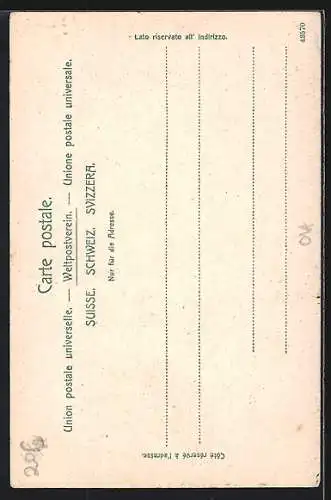 Carte postale.
Union postale universelle. — Weltpostverein. — Unione postale universale.
SUISSE. SCHWEIZ. SVIZZERA.
Nur für die Adresse.
Côté réservé à l'adresse.
Lato riservato all' indirizzo.
49570